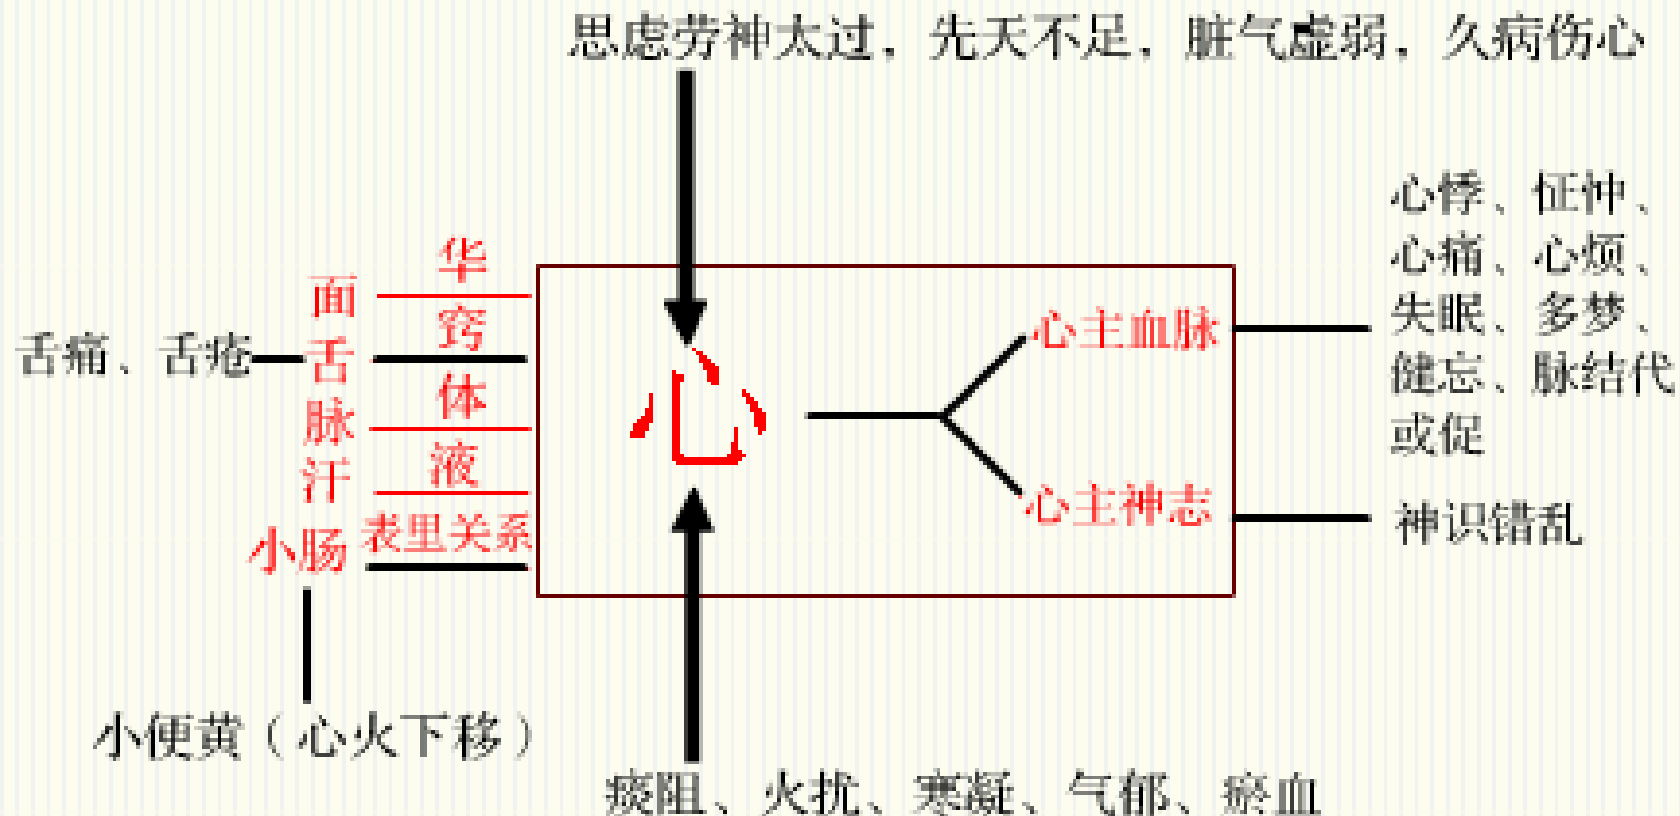 思虑劳神太过，先天不足，脏气虚弱，久病伤心
心悸、怔忡、
心痛、心烦、
失眠、多梦、
健忘、脉结代
或促
华
面
窍
心主血脉
舌痛、舌疮
舌
体
脉
心
液
汗
心主神志
神识错乱
表里关系
小肠
小便黄（心火下移）
痰阻、火扰、寒凝、气郁、瘀血